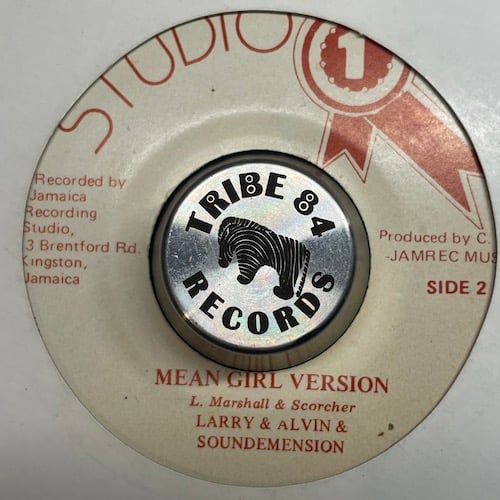 STUDIO 1
Recorded by
Jamaica
Recording
Studio,
3 Brentford Rd.
Kingston,
Jamaica
TRIBE 84
RECORDS
Produced by C.
-JAMREC MUS
SIDE 2
MEAN GIRL VERSION
L. Marshall & Scorcher
LARRY & ALVIN &
SOUNDEMENSION